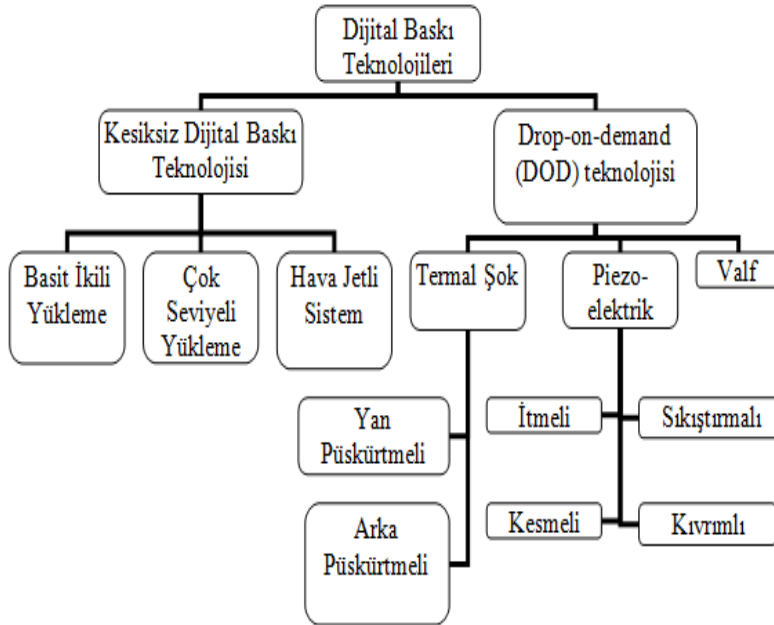 Dijital Baskı
Teknolojileri
Kesiksiz Dijital Baskı
Teknolojisi
Drop-on-demand
(DOD) teknolojisi
Basit İkili
Yükleme
Çok
Seviyeli
Yükleme
Hava Jetli
Sistem
Termal Şok
Piezo-
elektrik
Valf
Yan
Püskürtmeli
Arka
Püskürtmeli
İtmeli
Sıkıştırmalı
Kesmeli
Kıvrımlı